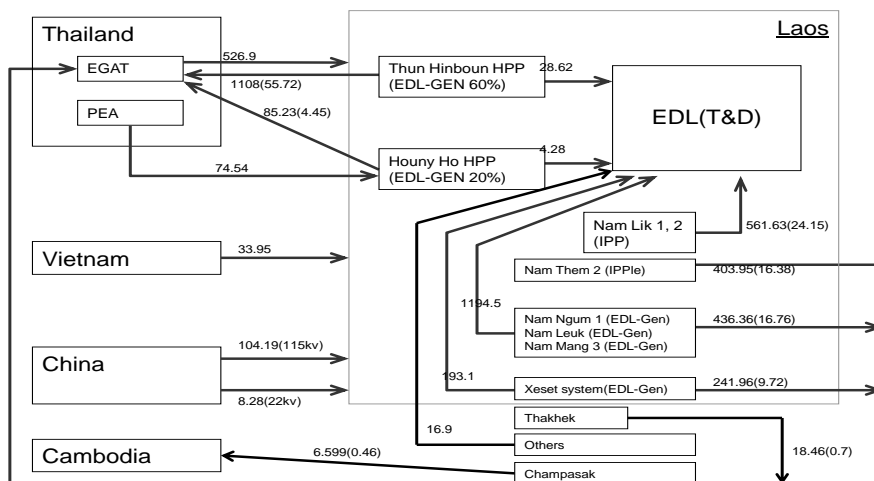 Thailand
Laos
526.9
EGAT
Thun Hinboun HPP
(EDL-GEN 60%)
28.62
1108(55.72)
85.23(4.45)
PEA
EDL(T&D)
4.28
Houny Ho HPP
(EDL-GEN 20%)
74.54
Nam Lik 1, 2
(IPP)
561.63(24.15)
Vietnam
33.95
Nam Them 2 (IPPle)
403.95(16.38)
1194.5
Nam Ngum 1 (EDL-Gen)
Nam Leuk (EDL-Gen)
Nam Mang 3 (EDL-Gen)
436.36(16.76)
China
104.19(115kv)
193.1
Xeset system(EDL-Gen)
241.96(9.72)
8.28(22kv)
Thakhek
16.9
Others
18.46(0.7)
Cambodia
6.599(0.46)
Champasak